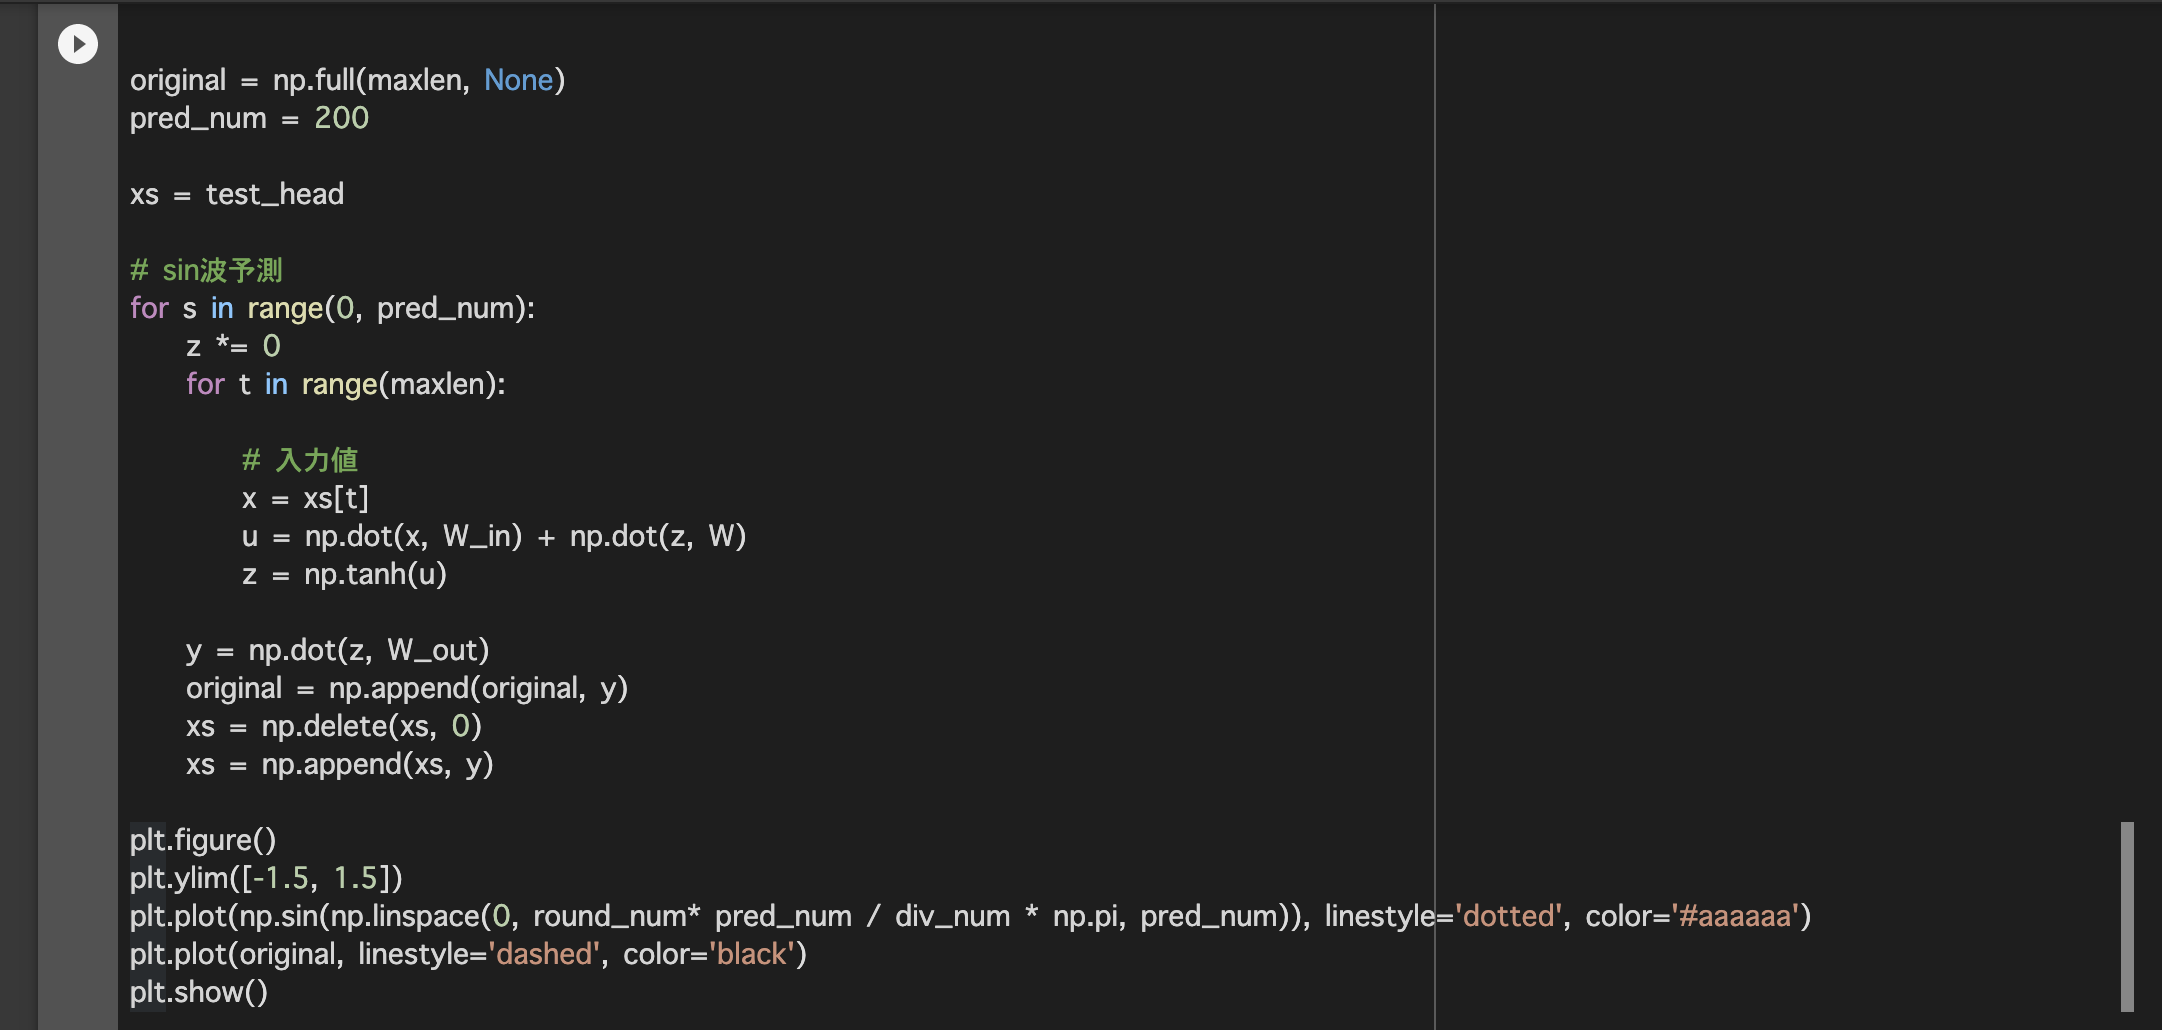 original = np.full(maxlen, None)
pred_num = 200
xs = test_head
# sin波予測
for s in range(0, pred_num):
    z *= 0
    for t in range(maxlen):
        # 入力値
        x = xs[t]
        u = np.dot(x, W_in) + np.dot(z, W)
        z = np.tanh(u)
    y = np.dot(z, W_out)
    original = np.append(original, y)
    xs = np.delete(xs, 0)
    xs = np.append(xs, y)
plt.figure()
plt.ylim([-1.5, 1.5])
plt.plot(np.sin(np.linspace(0, round_num* pred_num / div_num * np.pi, pred_num)), linestyle='dotted', color='#aaaaaa')
plt.plot(original, linestyle='dashed', color='black')
plt.show()